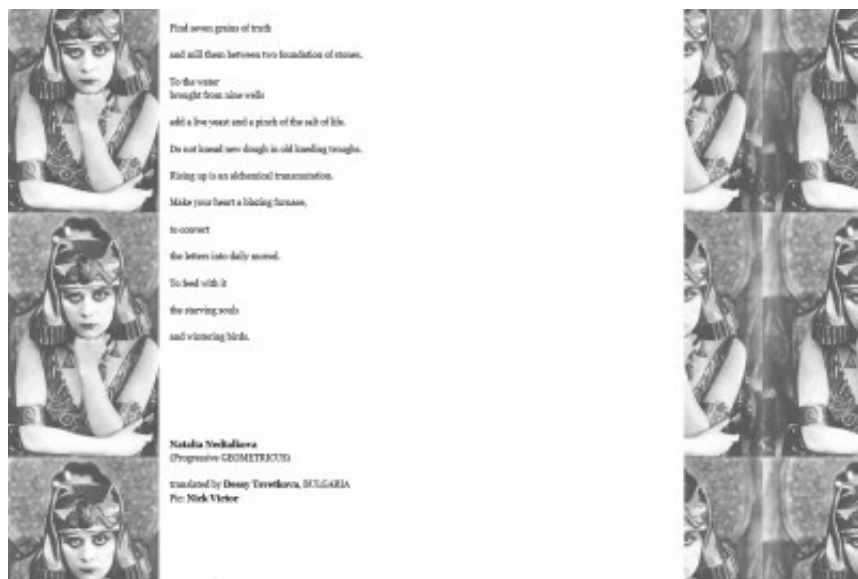 Find seven grains of truth
and mill them between two foundation of stones.
To the water
brought from nine wells
add a live yeast and a pinch of the salt of life.
Do not knead new dough in old kneding troughs.
Rising up is an alchemical transmutation.
Make your heart a blazing furnace,
to convert
the letters into daily morsel.
To feed with it
the starving souls
and wintering birds.
Natalia Nedialkova
(Progressive GEOMETRICUS)
translated by Dessy Tsvetkova, BULGARIA
Pic: Nick Victor